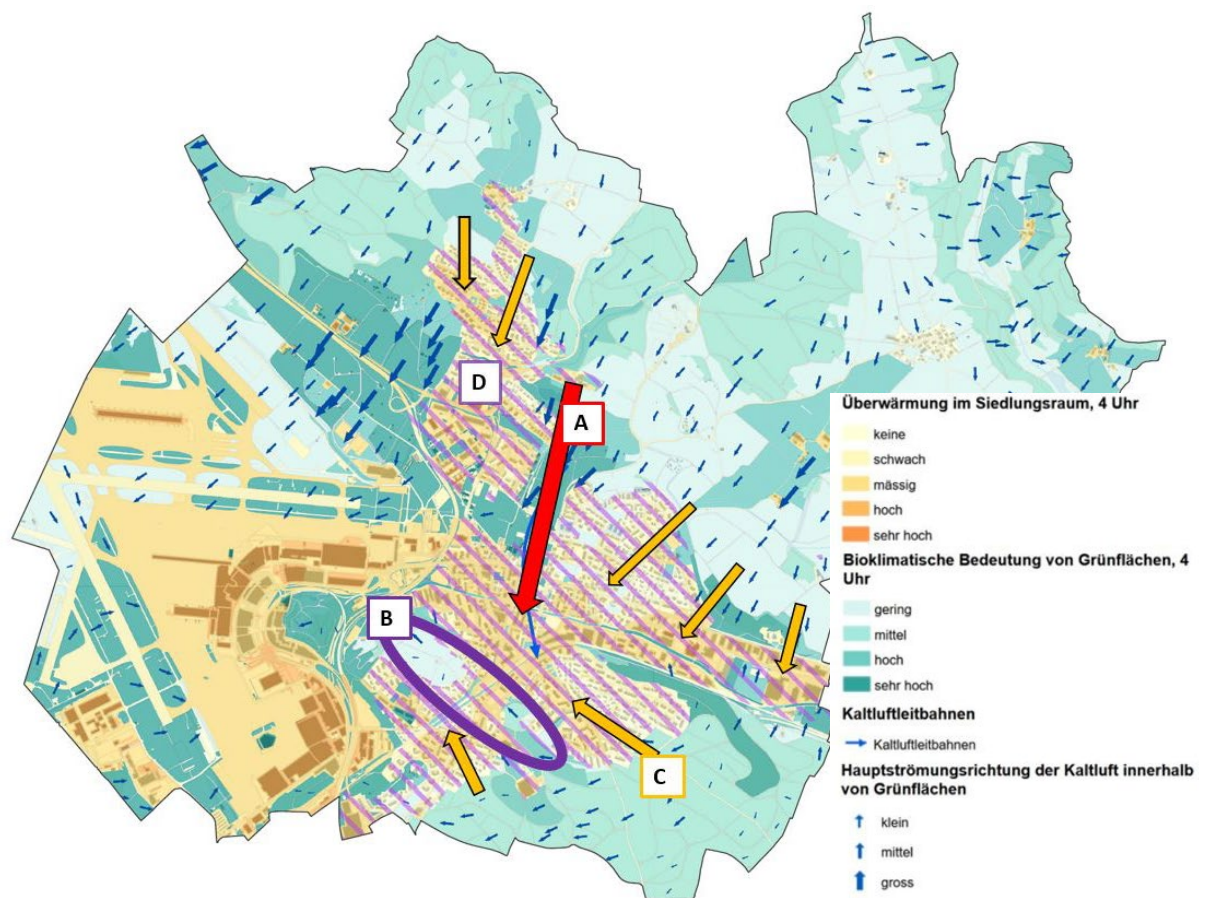 D
A
B
C
Überwärmung im Siedlungsraum, 4 Uhr
keine
schwach
mässig
hoch
sehr hoch
Bioklimatische Bedeutung von Grünflächen, 4
Uhr
gering
mittel
hoch
sehr hoch
Kaltluftleitbahnen
Kaltluftleitbahnen
Hauptströmungsrichtung der Kaltluft innerhalb
von Grünflächen
klein
mittel
gross